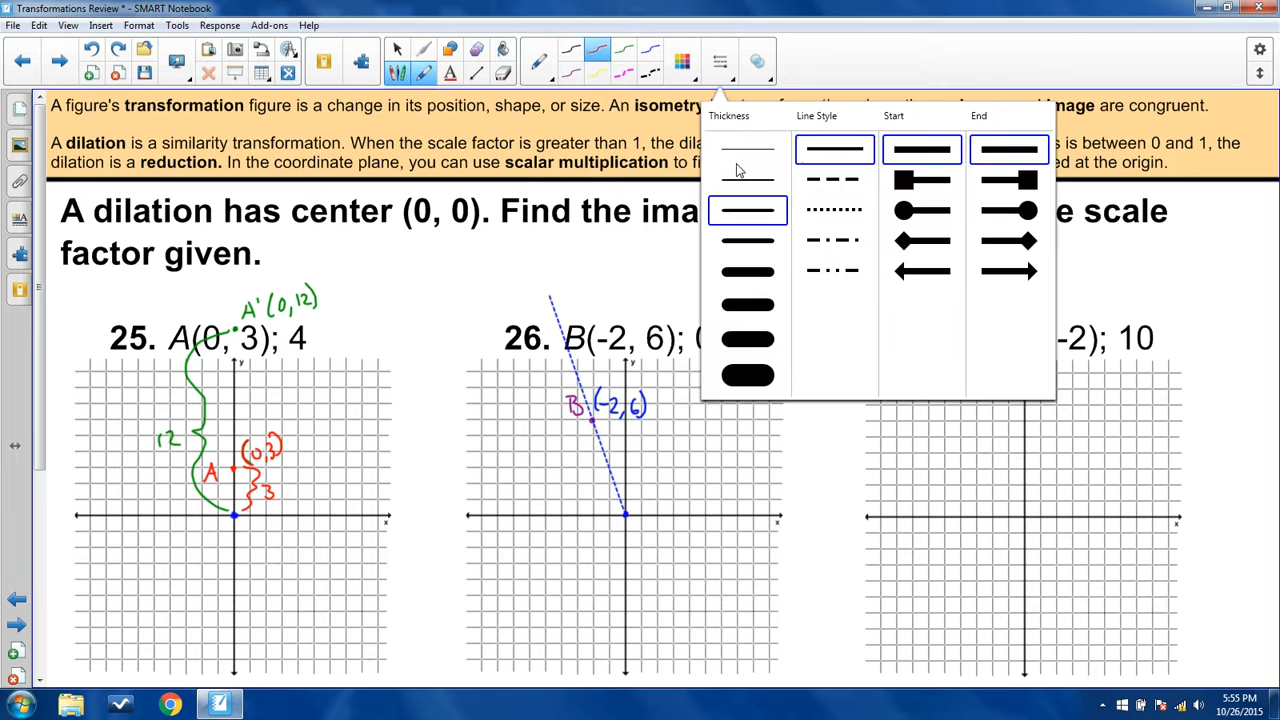 Transformations Review * - SMART Notebook
File Edit View Insert Format Tools Response Add-ons Help
A figure's transformation figure is a change in its position, shape, or size. An isometry image are congruent.
A dilation is a similarity transformation. When the scale factor is greater than 1, the dila s is between 0 and 1, the
dilation is a reduction. In the coordinate plane, you can use scalar multiplication to fi ed at the origin.
Thickness Line Style Start End
A dilation has center (0, 0). Find the ima e scale
factor given.
A' (0, 12)
25. A(0, 3); 4
26. B(-2, 6); 0
-2); 10
y
y
B (-2, 6)
12
A (0,3)
3
x
x
x
5:55 PM
10/26/2015